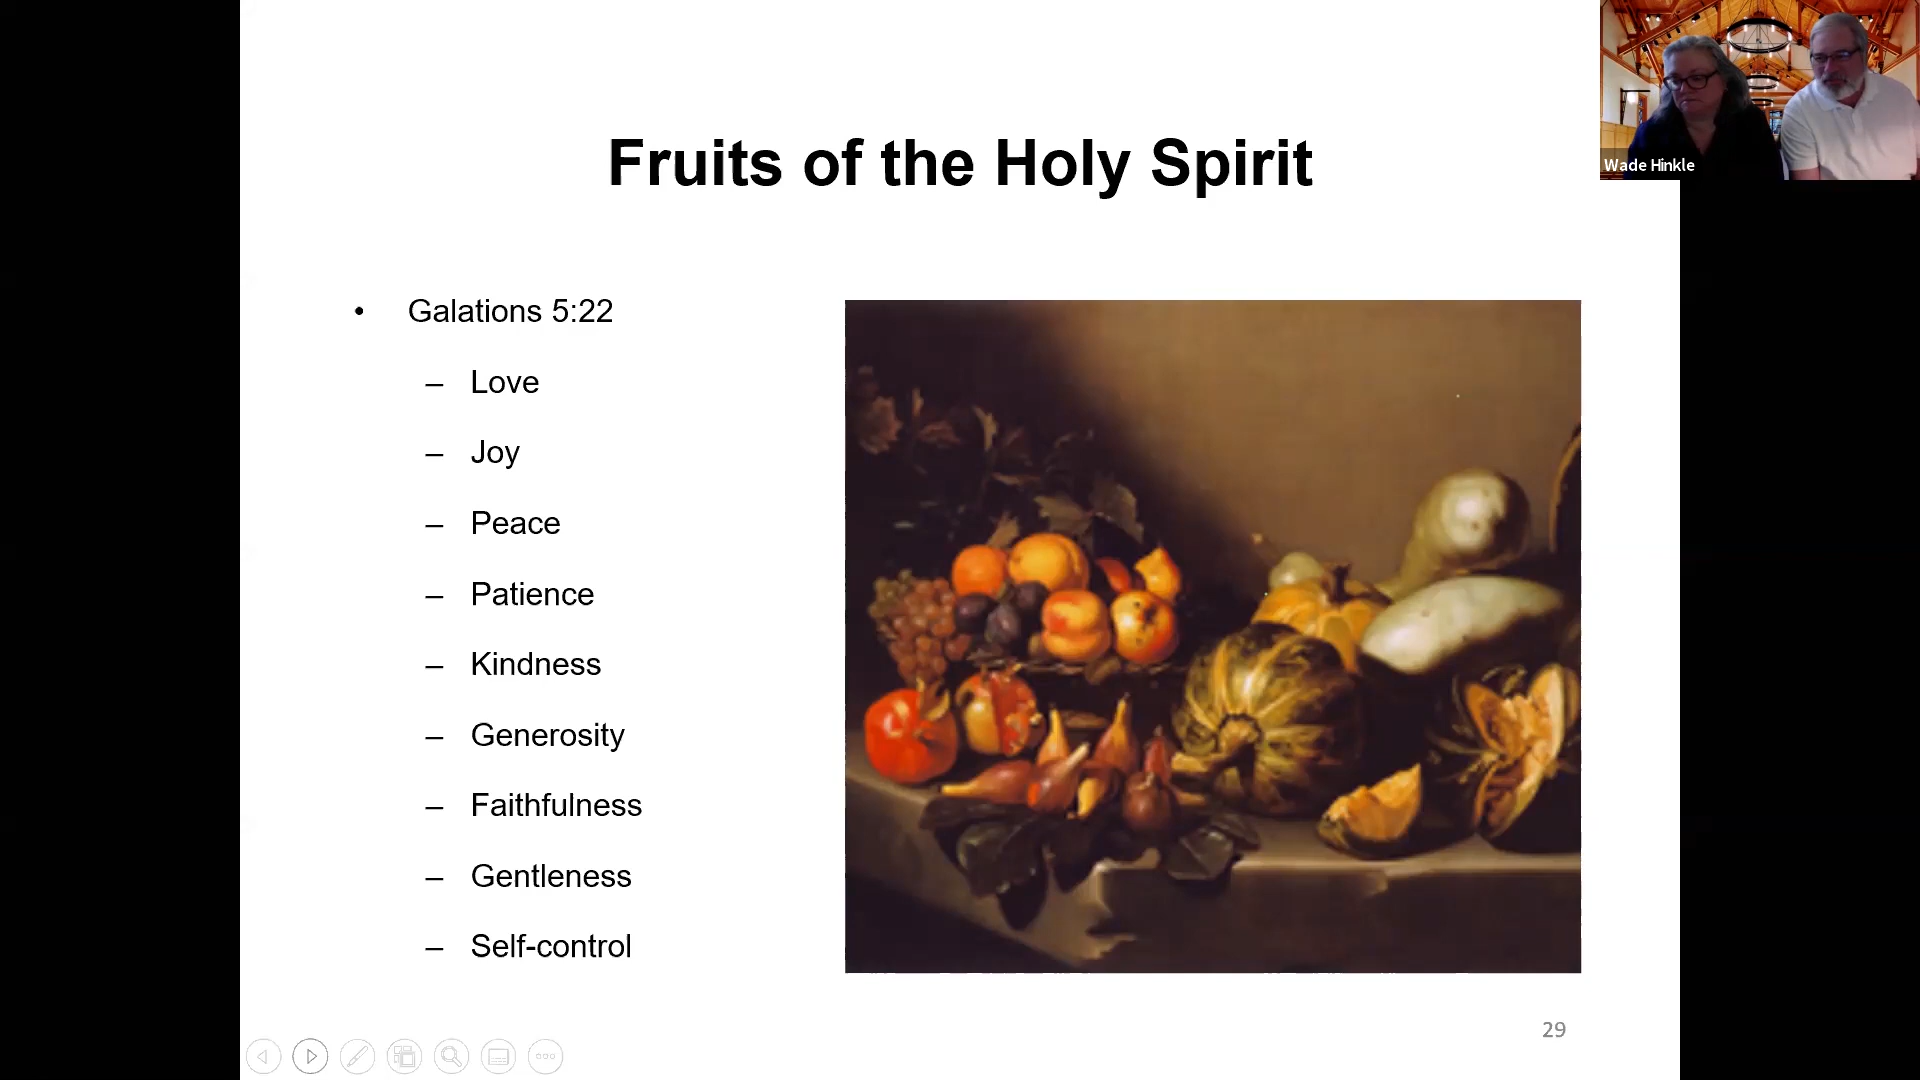 Fruits of the Holy Spirit
Wade Hinkle
• Galations 5:22
– Love
– Joy
– Peace
– Patience
– Kindness
– Generosity
– Faithfulness
– Gentleness
– Self-control
29